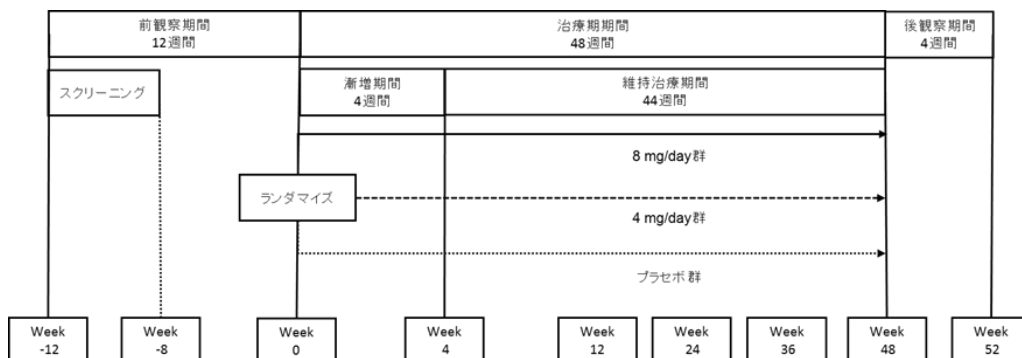 前観察期間
12週間
治療期期間
48週間
後観察期間
4週間
スクリーニング
漸増期間
4週間
維持治療期間
44週間
8 mg/day群
ランダマイズ
4 mg/day群
プラセボ群
Week
-12
Week
-8
Week
0
Week
4
Week
12
Week
24
Week
36
Week
48
Week
52